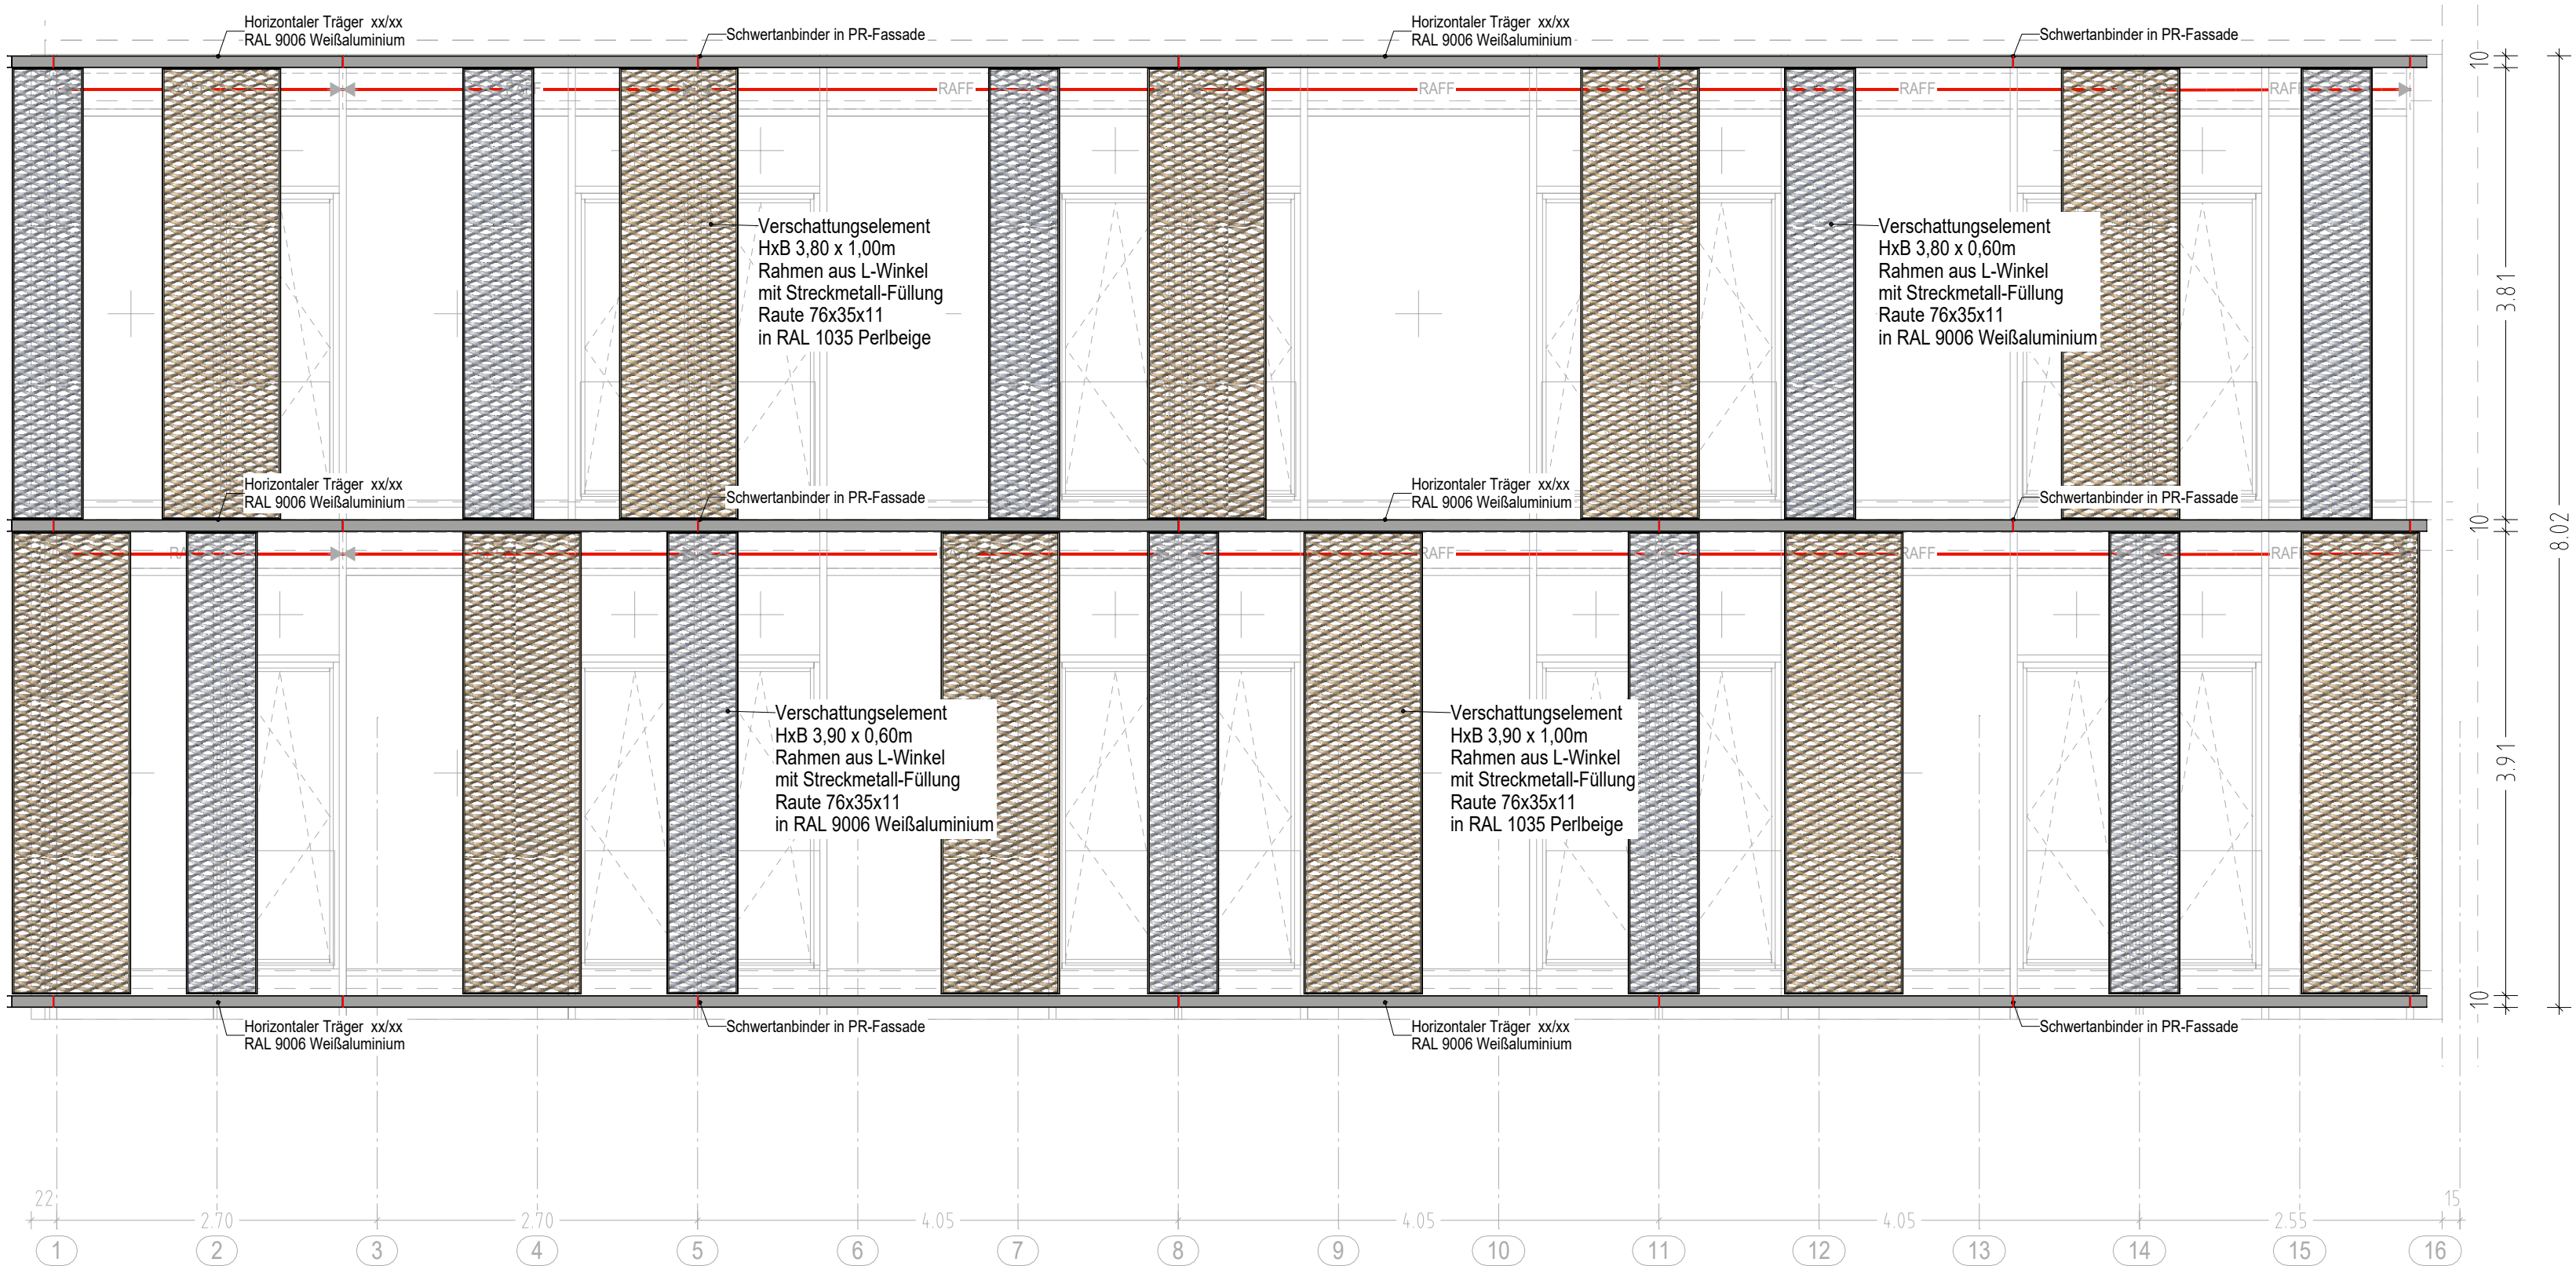 Horizontaler Träger xx/xx
RAL 9006 Weißaluminium
Schwertanbinder in PR-Fassade
Horizontaler Träger xx/xx
RAL 9006 Weißaluminium
Schwertanbinder in PR-Fassade
10
RAFF
RAFF
RAFF
RAFF
Verschattungselement
HxB 3,80 x 1,00m
Rahmen aus L-Winkel
mit Streckmetall-Füllung
Raute 76x35x11
in RAL 1035 Perlbeige
Verschattungselement
HxB 3,80 x 0,60m
Rahmen aus L-Winkel
mit Streckmetall-Füllung
Raute 76x35x11
in RAL 9006 Weißaluminium
3.81
Horizontaler Träger xx/xx
RAL 9006 Weißaluminium
Schwertanbinder in PR-Fassade
Horizontaler Träger xx/xx
RAL 9006 Weißaluminium
Schwertanbinder in PR-Fassade
10
8.02
RAFF
RAFF
RAFF
Verschattungselement
HxB 3,90 x 0,60m
Rahmen aus L-Winkel
mit Streckmetall-Füllung
Raute 76x35x11
in RAL 9006 Weißaluminium
Verschattungselement
HxB 3,90 x 1,00m
Rahmen aus L-Winkel
mit Streckmetall-Füllung
Raute 76x35x11
in RAL 1035 Perlbeige
3.91
10
Horizontaler Träger xx/xx
RAL 9006 Weißaluminium
Schwertanbinder in PR-Fassade
Horizontaler Träger xx/xx
RAL 9006 Weißaluminium
Schwertanbinder in PR-Fassade
22
2.70
2.70
4.05
4.05
4.05
2.55
15
1 2 3 4 5 6 7 8 9 10 11 12 13 14 15 16